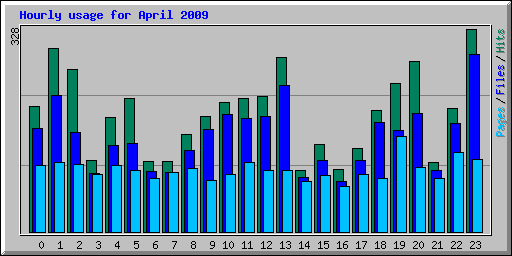 Hourly usage for April 2009
328
Pages/Files/Hits
0 1 2 3 4 5 6 7 8 9 10 11 12 13 14 15 16 17 18 19 20 21 22 23